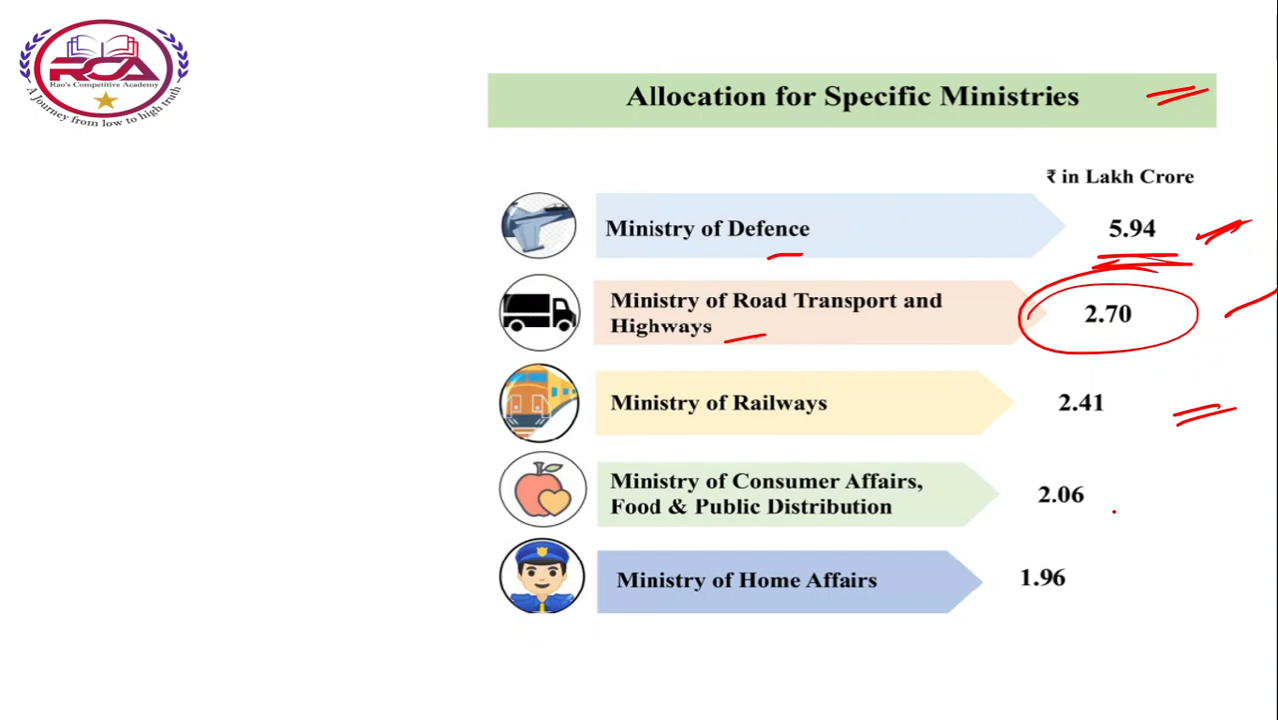 RCA
Rao's Competitive Academy
A Journey from low to high truth
Allocation for Specific Ministries
₹ in Lakh Crore
Ministry of Defence 5.94
Ministry of Road Transport and
Highways 2.70
Ministry of Railways 2.41
Ministry of Consumer Affairs,
Food & Public Distribution 2.06
Ministry of Home Affairs 1.96